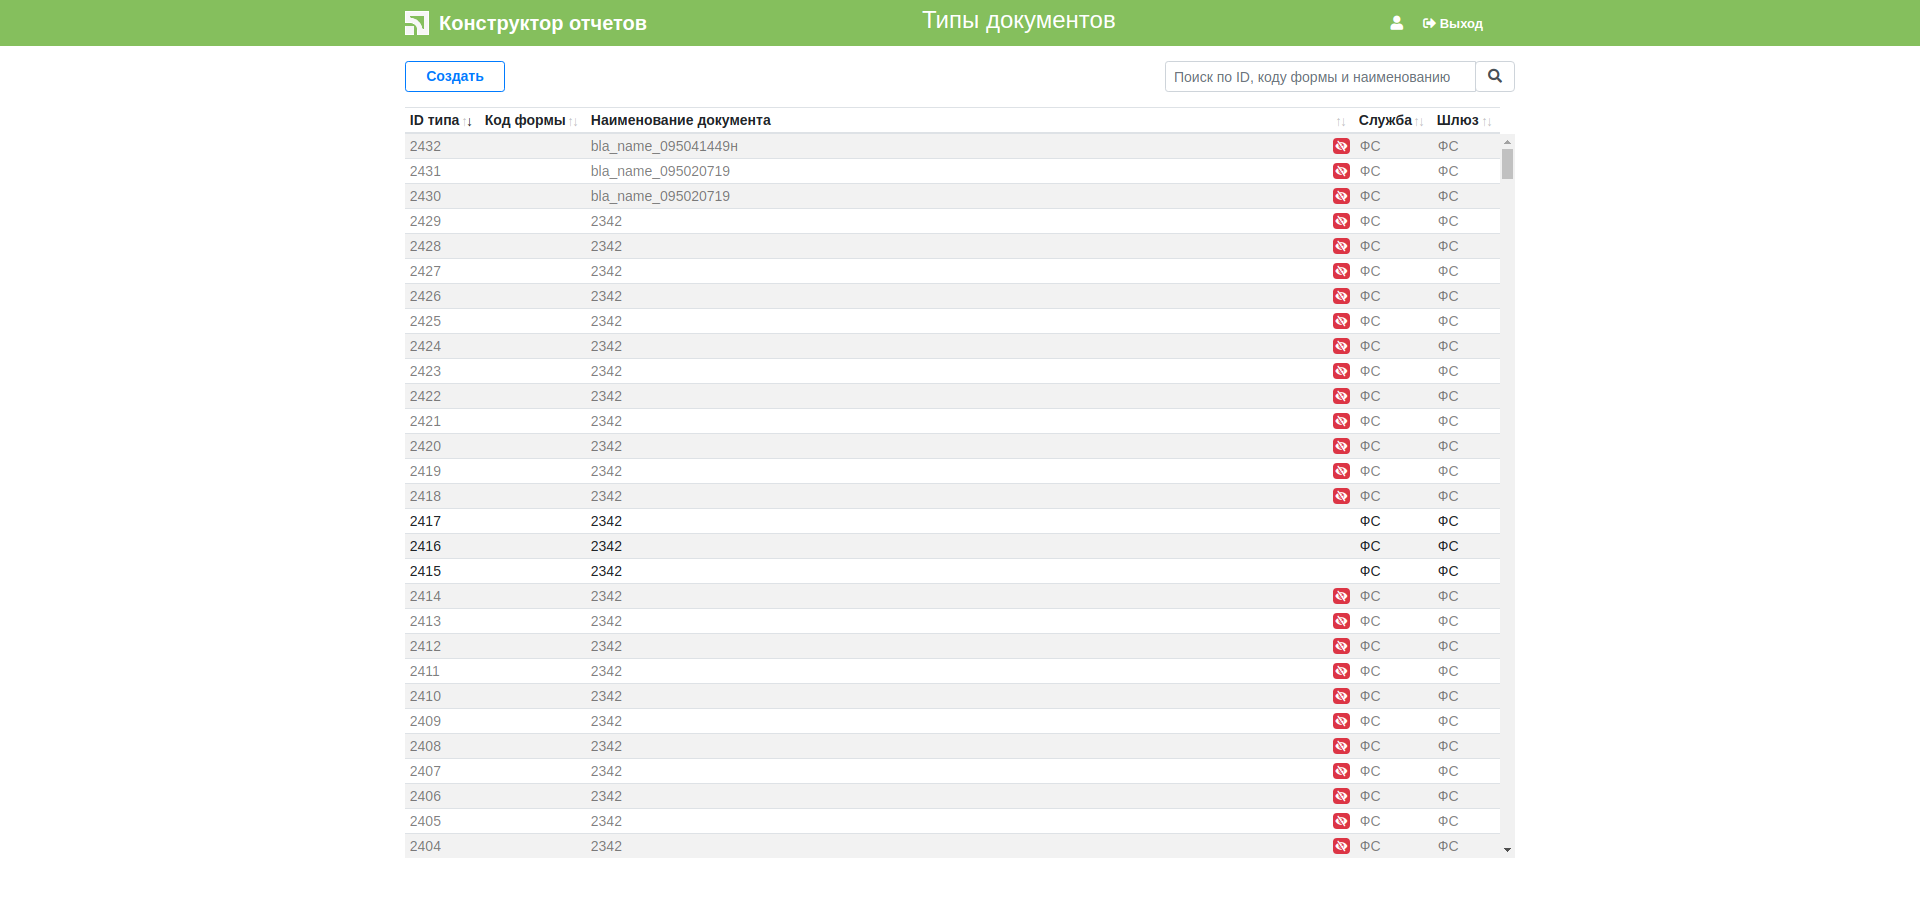 Конструктор отчетов Типы документов Выход
Создать Поиск по ID, коду формы и наименованию
ID типа Код формы Наименование документа Служба Шлюз
2432 bla_name_095041449н ФС ФС
2431 bla_name_095020719 ФС ФС
2430 bla_name_095020719 ФС ФС
2429 2342 ФС ФС
2428 2342 ФС ФС
2427 2342 ФС ФС
2426 2342 ФС ФС
2425 2342 ФС ФС
2424 2342 ФС ФС
2423 2342 ФС ФС
2422 2342 ФС ФС
2421 2342 ФС ФС
2420 2342 ФС ФС
2419 2342 ФС ФС
2418 2342 ФС ФС
2417 2342 ФС ФС
2416 2342 ФС ФС
2415 2342 ФС ФС
2414 2342 ФС ФС
2413 2342 ФС ФС
2412 2342 ФС ФС
2411 2342 ФС ФС
2410 2342 ФС ФС
2409 2342 ФС ФС
2408 2342 ФС ФС
2407 2342 ФС ФС
2406 2342 ФС ФС
2405 2342 ФС ФС
2404 2342 ФС ФС